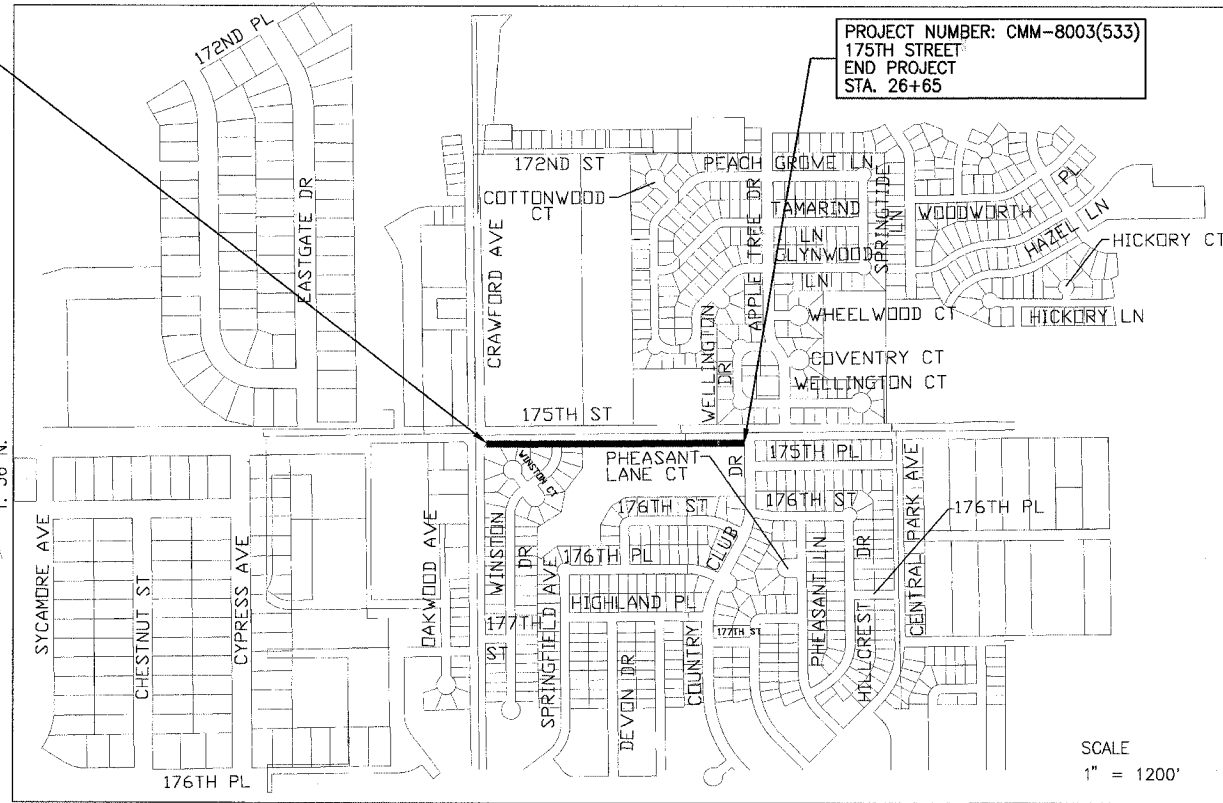 PROJECT NUMBER: CMM-8003(533)
175TH STREET
END PROJECT
STA. 26+65
172ND PL
EASTGATE DR
CRAWFORD AVE
172ND ST
COTTONWOOD
CT
PEACH GROVE LN
APPLE TREE DR
TAMARIND
LN
GLYNWOOD
LN
SPRINGTIDE
LN
WOODWORTH
PL
HAZEL LN
HICKORY CT
HICKORY LN
WHEELWOOD CT
WELLINGTON
DR
COVENTRY CT
WELLINGTON CT
175TH ST
T. 36 N.
PHEASANT
LANE CT
DR
175TH PL
WINSTON CT
176TH ST
176TH ST
176TH PL
176TH PL
CLUB
HIGHLAND PL
SYCAMORE AVE
CHESTNUT ST
CYPRESS AVE
OAKWOOD AVE
WINSTON
DR
177TH
ST
SPRINGFIELD AVE
DEVON DR
COUNTRY
177TH ST
PHEASANT LN
HILLCREST
DR
CENTRAL PARK AVE
176TH PL
SCALE
1" = 1200'